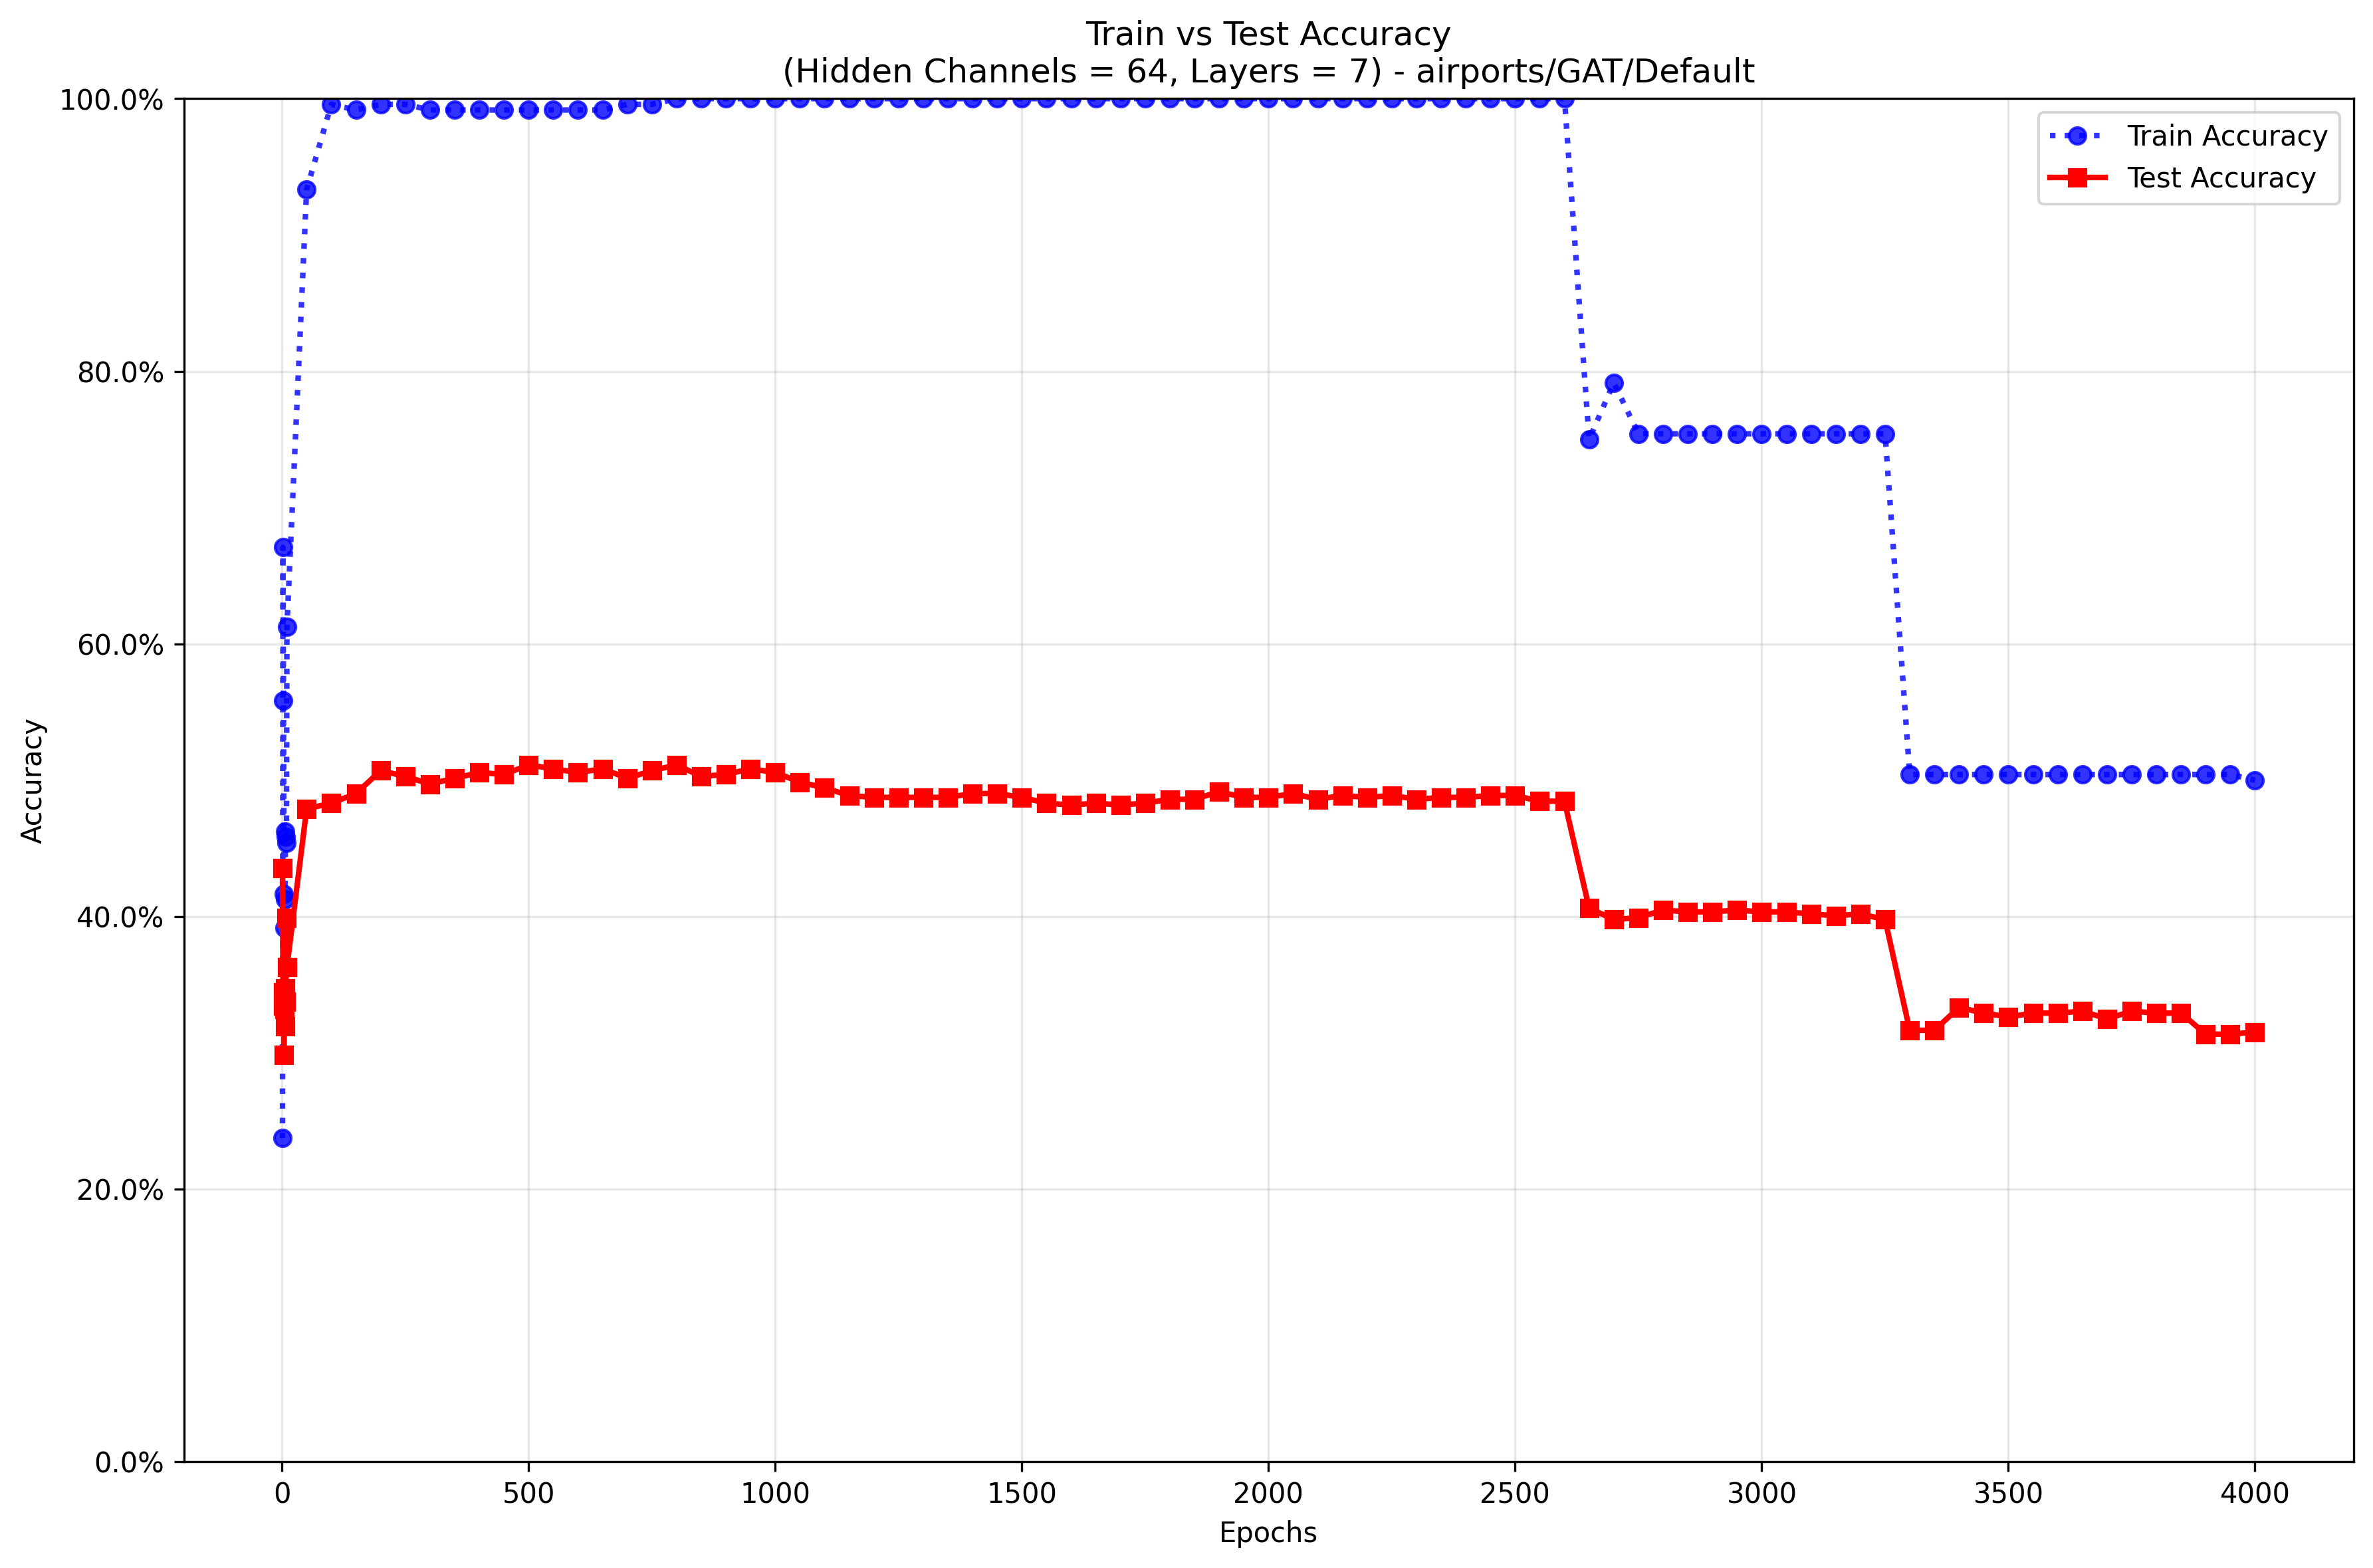 Train vs Test Accuracy
(Hidden Channels = 64, Layers = 7) - airports/GAT/Default
100.0%
80.0%
60.0%
40.0%
20.0%
0.0%
Accuracy
Train Accuracy
Test Accuracy
0
500
1000
1500
2000
2500
3000
3500
4000
Epochs